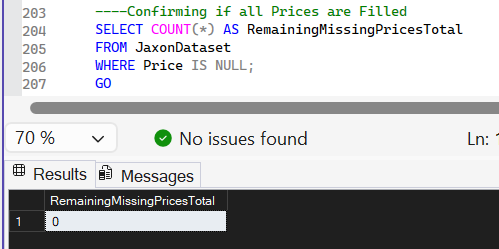 203 ----Confirming if all Prices are Filled
204 SELECT COUNT(*) AS RemainingMissingPricesTotal
205 FROM JaxonDataset
206 WHERE Price IS NULL;
207 GO
70 % No issues found Ln:
Results Messages
RemainingMissingPricesTotal
1 0